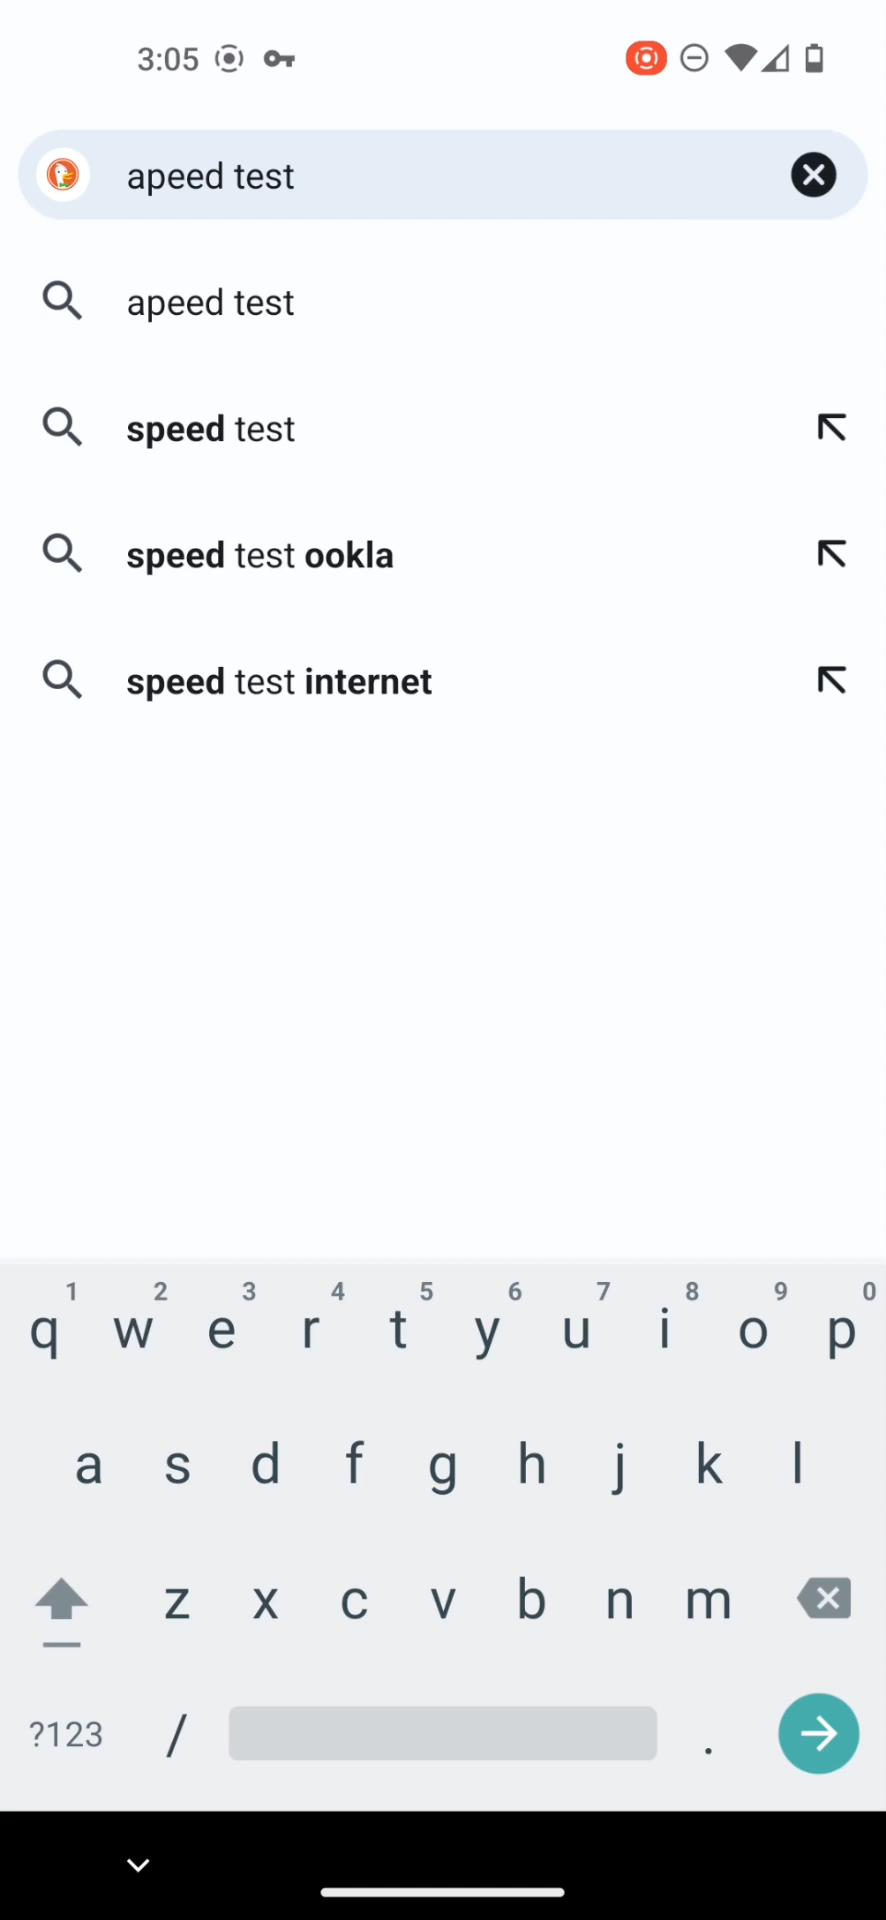 3:05
apeed test
apeed test
speed test
speed test ookla
speed test internet
1 2 3 4 5 6 7 8 9 0
q w e r t y u i o p
a s d f g h j k l
z x c v b n m
?123 / .